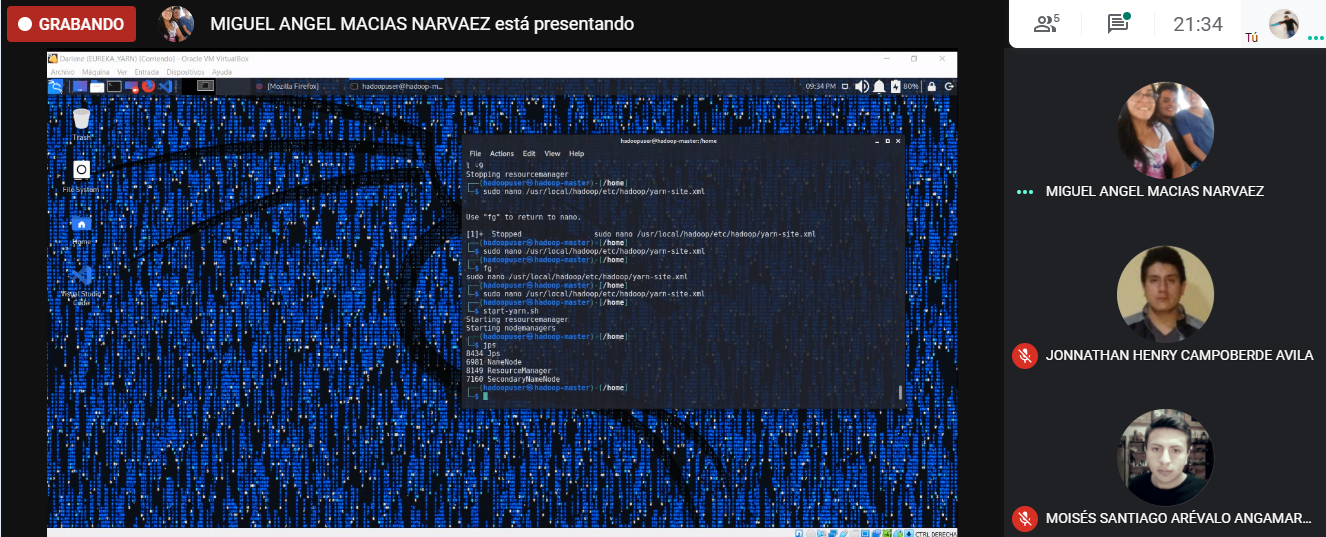 GRABANDO
MIGUEL ANGEL MACIAS NARVAEZ está presentando
5
21:34
Tú
Darlene (EUREKA_YARN) [Corriendo] - Oracle VM VirtualBox
Archivo Máquina Ver Entrada Dispositivos Ayuda
[Mozilla Firefox]
hadoopuser@hadoop-m...
09:34 PM
80%
Trash
File System
Home
Visual Studio
Code
hadoopuser@hadoop-master:/home
File Actions Edit View Help
l -9
Stopping resourcemanager
(hadoopuser㉿hadoop-master)-[/home]
$ sudo nano /usr/local/hadoop/etc/hadoop/yarn-site.xml
Use "fg" to return to nano.
[1]+ Stopped sudo nano /usr/local/hadoop/etc/hadoop/yarn-site.xml
(hadoopuser㉿hadoop-master)-[/home]
$ sudo nano /usr/local/hadoop/etc/hadoop/yarn-site.xml
(hadoopuser㉿hadoop-master)-[/home]
$ fg
sudo nano /usr/local/hadoop/etc/hadoop/yarn-site.xml
(hadoopuser㉿hadoop-master)-[/home]
$ sudo nano /usr/local/hadoop/etc/hadoop/yarn-site.xml
(hadoopuser㉿hadoop-master)-[/home]
$ start-yarn.sh
Starting resourcemanager
Starting nodemanagers
(hadoopuser㉿hadoop-master)-[/home]
$ jps
8434 Jps
6981 NameNode
8149 ResourceManager
7160 SecondaryNameNode
(hadoopuser㉿hadoop-master)-[/home]
$
CTRL DERECHA
MIGUEL ANGEL MACIAS NARVAEZ
JONNATHAN HENRY CAMPOBERDE AVILA
MOISÉS SANTIAGO ARÉVALO ANGAMAR...